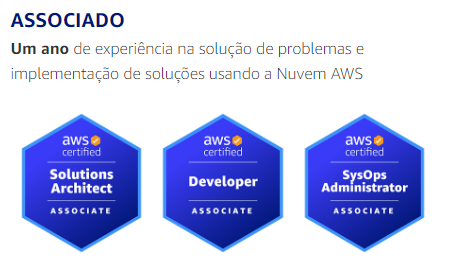 ASSOCIADO
Um ano de experiência na solução de problemas e
implementação de soluções usando a Nuvem AWS
aws
certified
Solutions
Architect
ASSOCIATE
aws
certified
Developer
ASSOCIATE
aws
certified
SysOps
Administrator
ASSOCIATE